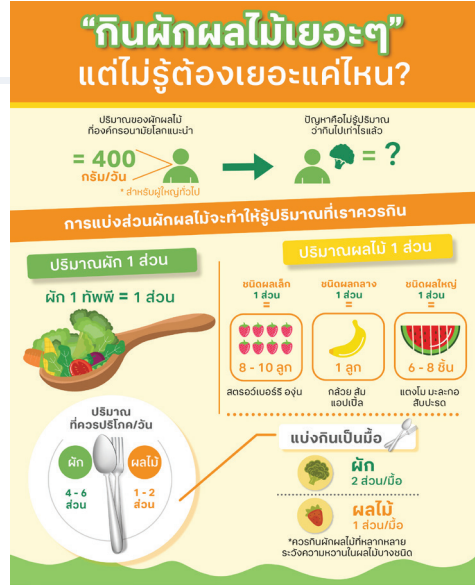 “กินผักผลไม้เยอะๆ”
แต่ไม่รู้ต้องเยอะแค่ไหน?
ปริมาณของผักผลไม้
ที่องค์กรอนามัยโลกแนะนำ
= 400
กรัม/วัน
* สำหรับผู้ใหญ่ทั่วไป
ปัญหาคือไม่รู้ปริมาณ
ว่ากินไปเท่าไรแล้ว
= ?
การแบ่งส่วนผักผลไม้จะทำให้รู้ปริมาณที่เราควรกิน
ปริมาณผัก 1 ส่วน
ผัก 1 ทัพพี = 1 ส่วน
ปริมาณผลไม้ 1 ส่วน
ชนิดผลเล็ก
1 ส่วน
=
8 - 10 ลูก
สตรอว์เบอร์รี องุ่น
ชนิดผลกลาง
1 ส่วน
=
1 ลูก
กล้วย ส้ม
แอปเปิ้ล
ชนิดผลใหญ่
1 ส่วน
=
6 - 8 ชิ้น
แตงโม มะละกอ
สับปะรด
ปริมาณ
ที่ควรบริโภค/วัน
ผัก
4 - 6
ส่วน
ผลไม้
1 - 2
ส่วน
แบ่งกินเป็นมื้อ
ผัก
2 ส่วน/มื้อ
ผลไม้
1 ส่วน/มื้อ
*ควรกินผักผลไม้ที่หลากหลาย
ระวังความหวานในผลไม้บางชนิด